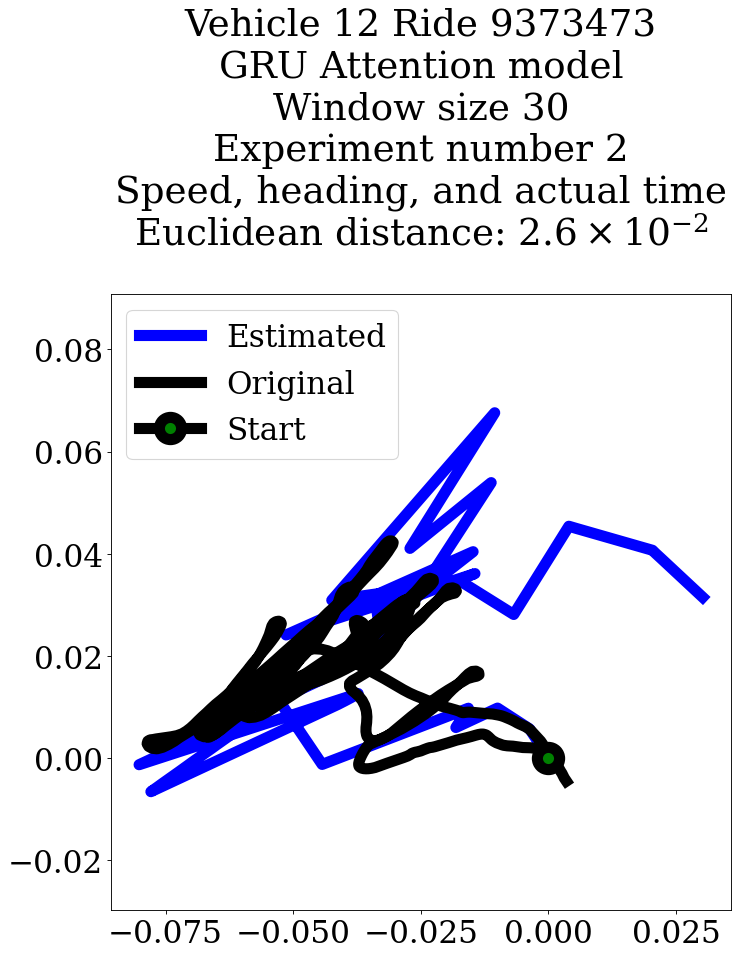 Vehicle 12 Ride 9373473
GRU Attention model
Window size 30
Experiment number 2
Speed, heading, and actual time
Euclidean distance: 2.6 × 10⁻²
Estimated
Original
Start
0.08
0.06
0.04
0.02
0.00
−0.02
−0.075 −0.050 −0.025 0.000 0.025